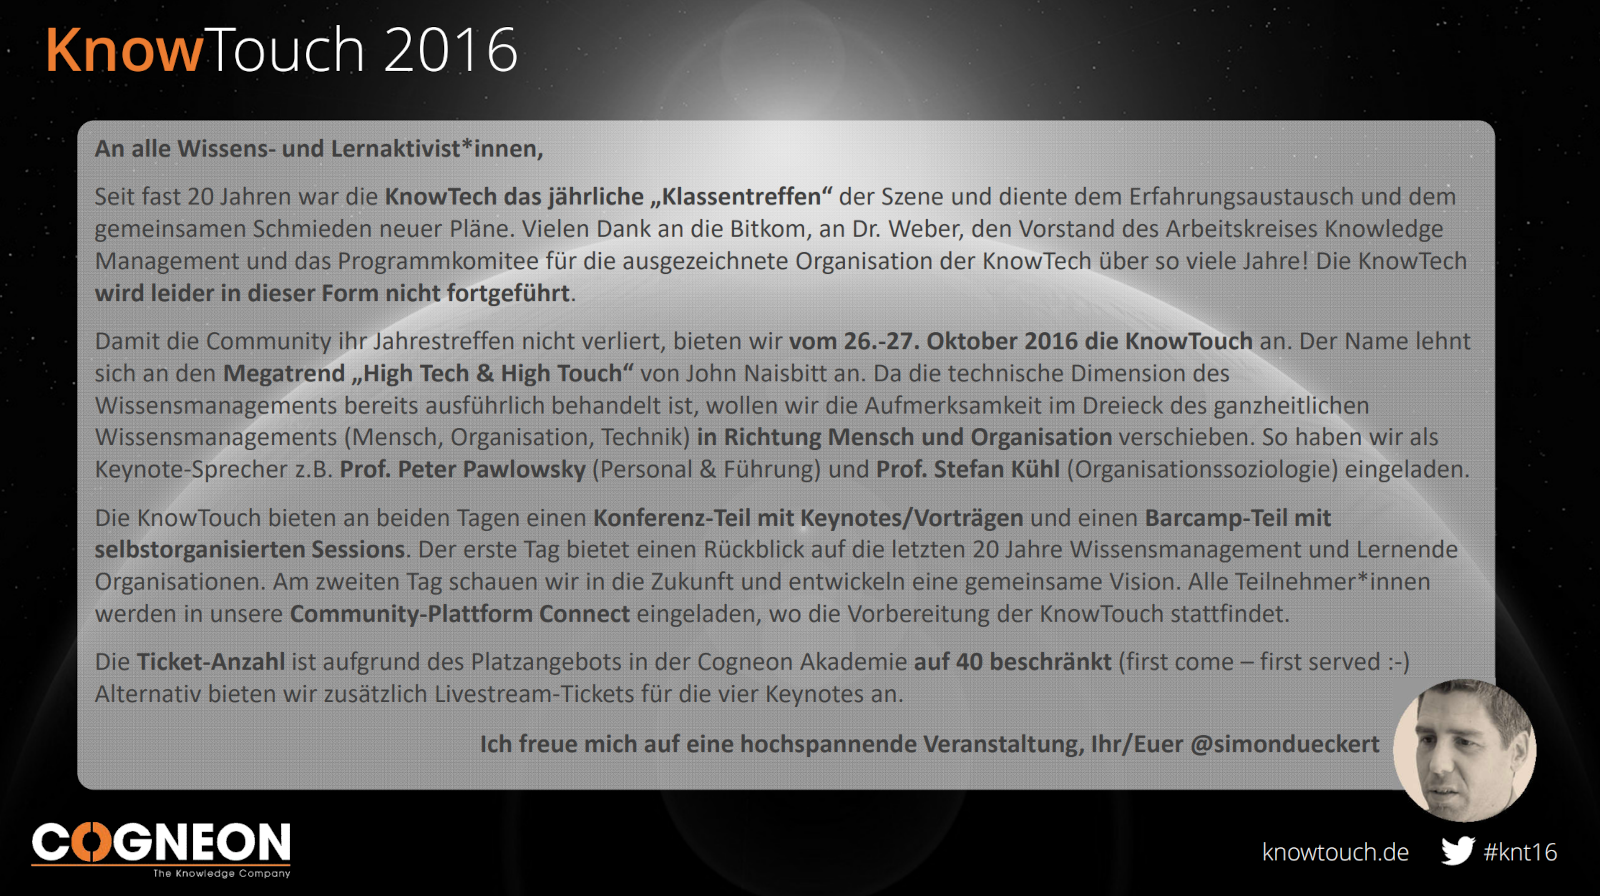 KnowTouch 2016
An alle Wissens- und Lernaktivist*innen,
Seit fast 20 Jahren war die KnowTech das jährliche „Klassentreffen“ der Szene und diente dem Erfahrungsaustausch und dem
gemeinsamen Schmieden neuer Pläne. Vielen Dank an die Bitkom, an Dr. Weber, den Vorstand des Arbeitskreises Knowledge
Management und das Programmkomitee für die ausgezeichnete Organisation der KnowTech über so viele Jahre! Die KnowTech
wird leider in dieser Form nicht fortgeführt.
Damit die Community ihr Jahrestreffen nicht verliert, bieten wir vom 26.-27. Oktober 2016 die KnowTouch an. Der Name lehnt
sich an den Megatrend „High Tech & High Touch“ von John Naisbitt an. Da die technische Dimension des
Wissensmanagements bereits ausführlich behandelt ist, wollen wir die Aufmerksamkeit im Dreieck des ganzheitlichen
Wissensmanagements (Mensch, Organisation, Technik) in Richtung Mensch und Organisation verschieben. So haben wir als
Keynote-Sprecher z.B. Prof. Peter Pawlowsky (Personal & Führung) und Prof. Stefan Kühl (Organisationssoziologie) eingeladen.
Die KnowTouch bieten an beiden Tagen einen Konferenz-Teil mit Keynotes/Vorträgen und einen Barcamp-Teil mit
selbstorganisierten Sessions. Der erste Tag bietet einen Rückblick auf die letzten 20 Jahre Wissensmanagement und Lernende
Organisationen. Am zweiten Tag schauen wir in die Zukunft und entwickeln eine gemeinsame Vision. Alle Teilnehmer*innen
werden in unsere Community-Plattform Connect eingeladen, wo die Vorbereitung der KnowTouch stattfindet.
Die Ticket-Anzahl ist aufgrund des Platzangebots in der Cogneon Akademie auf 40 beschränkt (first come – first served :-)
Alternativ bieten wir zusätzlich Livestream-Tickets für die vier Keynotes an.
Ich freue mich auf eine hochspannende Veranstaltung, Ihr/Euer @simondueckert
COGNEON
The Knowledge Company
knowtouch.de #knt16